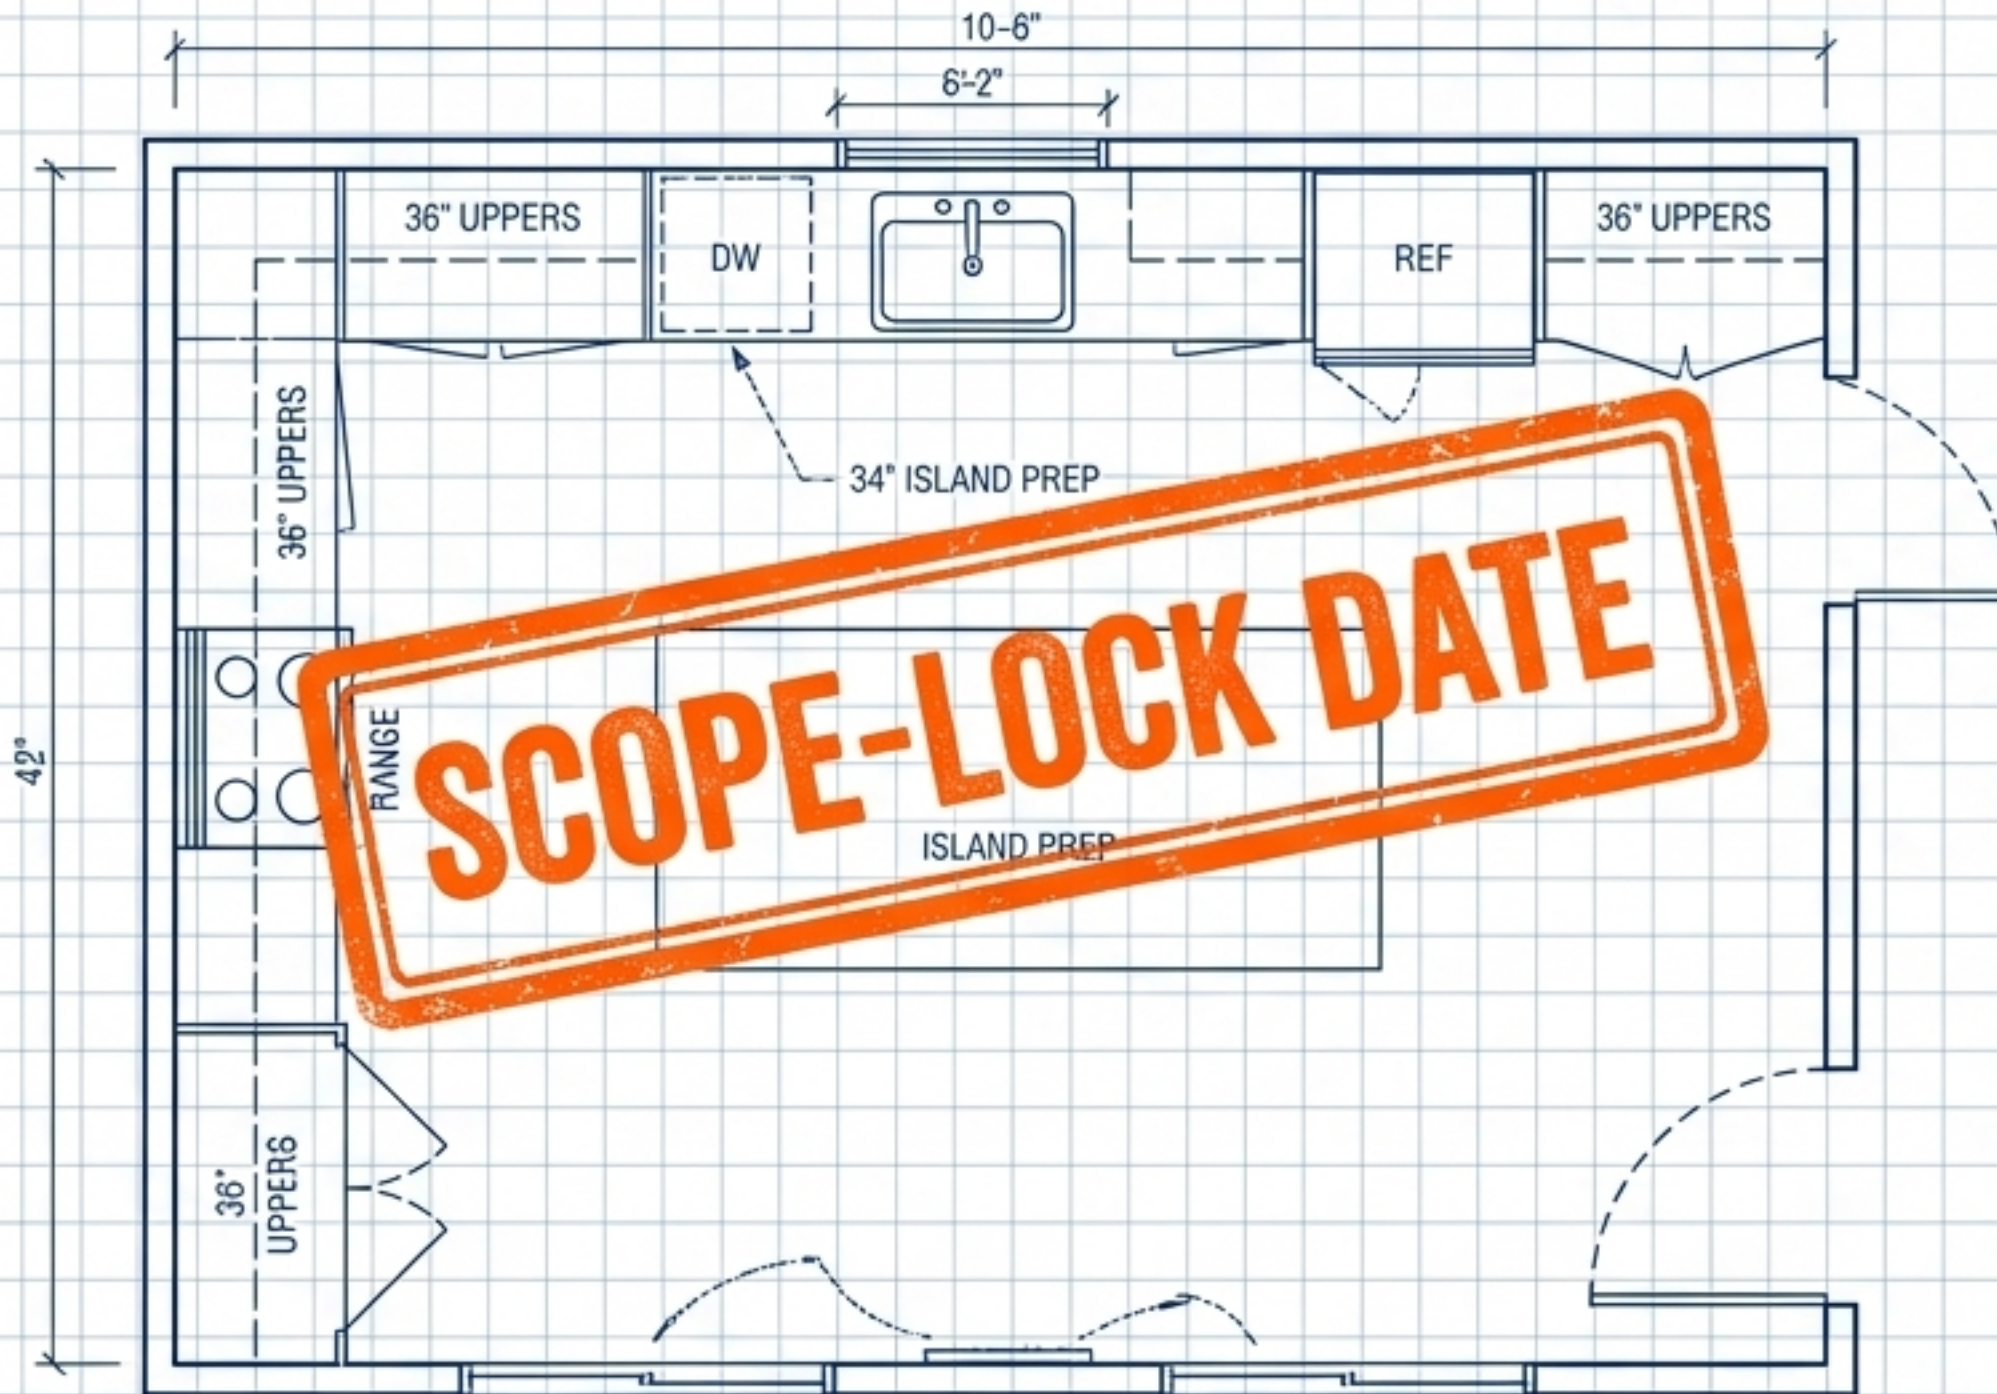 10-6"
6'-2"
36" UPPERS
DW
REF
36" UPPERS
36" UPPERS
34" ISLAND PREP
RANGE
SCOPE-LOCK DATE
42"
ISLAND PREP
36"
UPPERS